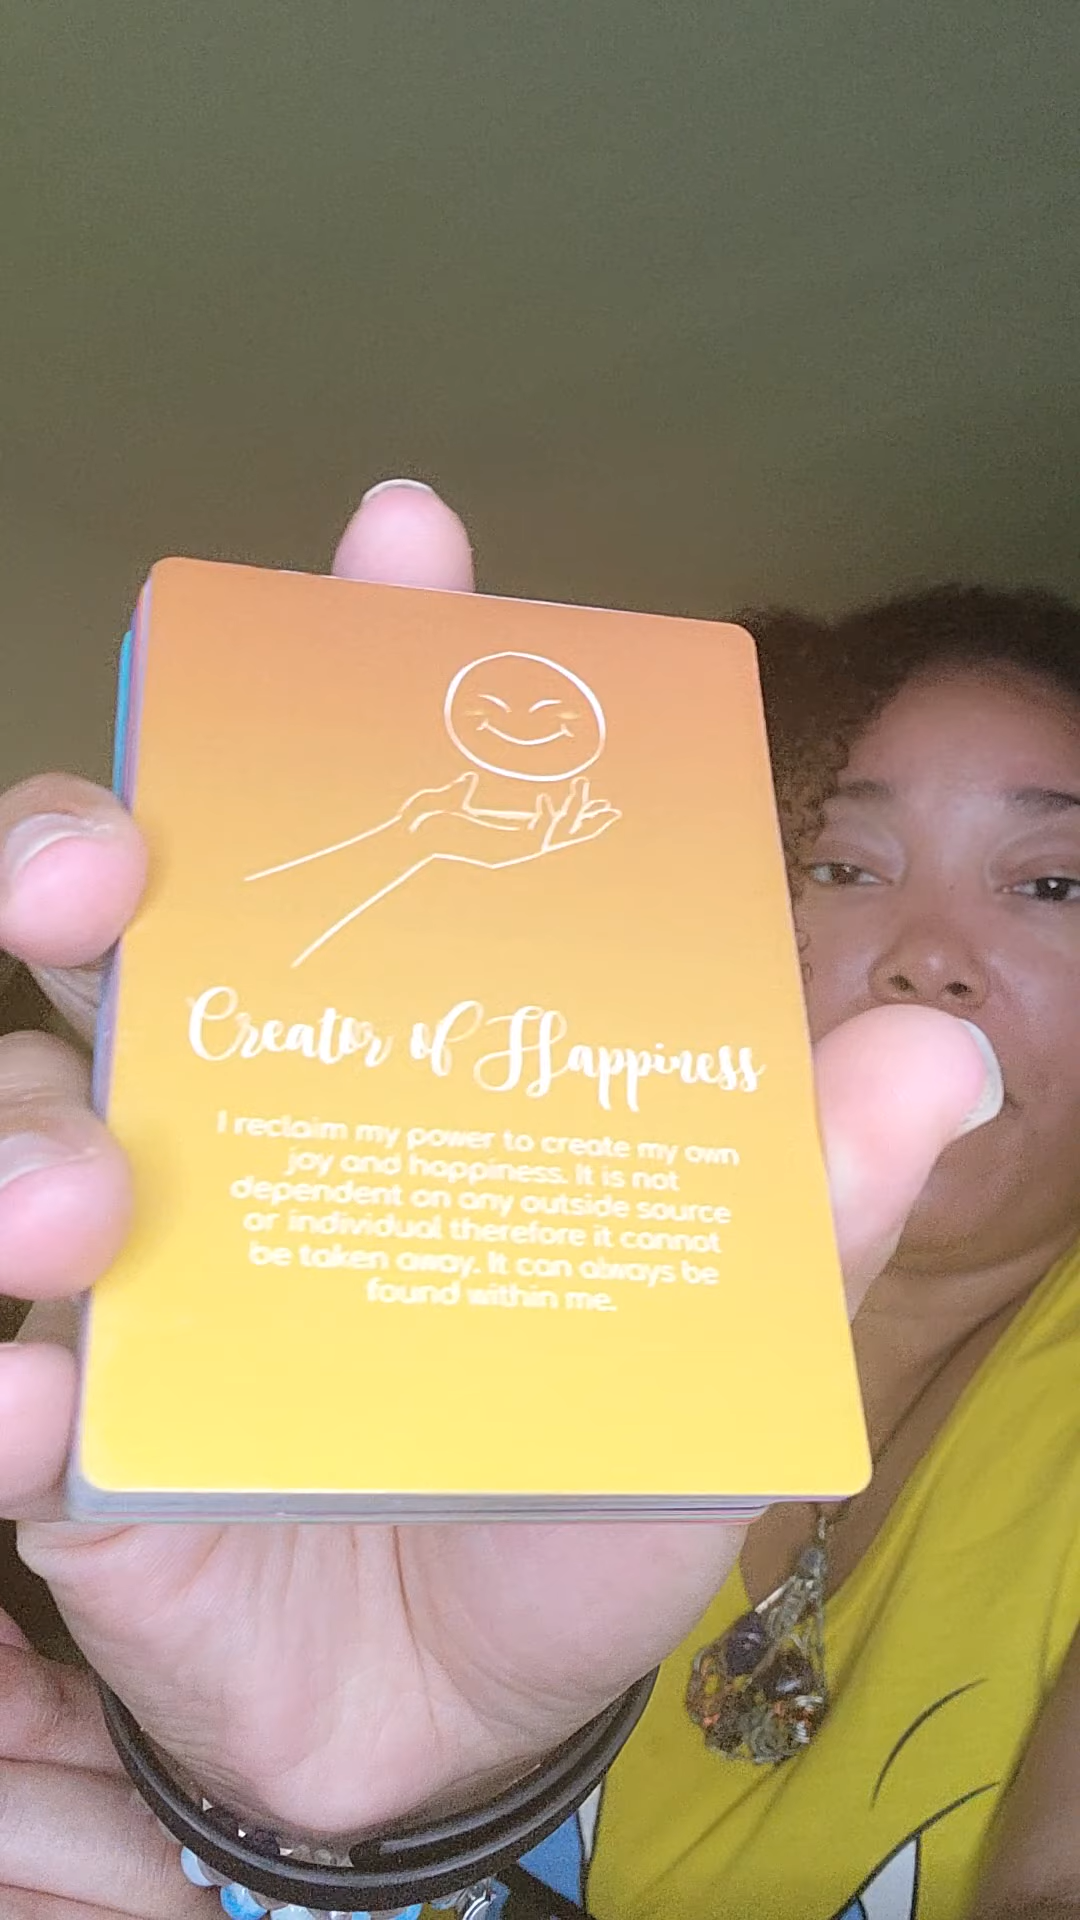 Creator of Happiness
I reclaim my power to create my own
joy and happiness. It is not
dependent on any outside source
or individual therefore it cannot
be taken away. It can always be
found within me.